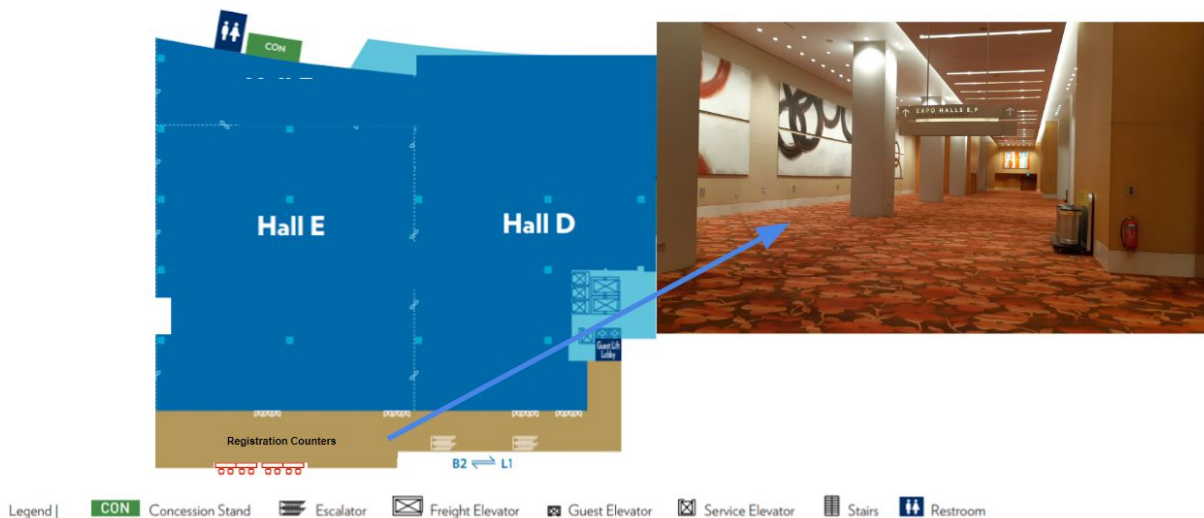 CON
EXPO HALLS E,F
Hall E
Hall D
Guest Lift
Lobby
Registration Counters
B2 L1
Legend |
CON Concession Stand Escalator Freight Elevator Guest Elevator Service Elevator Stairs Restroom